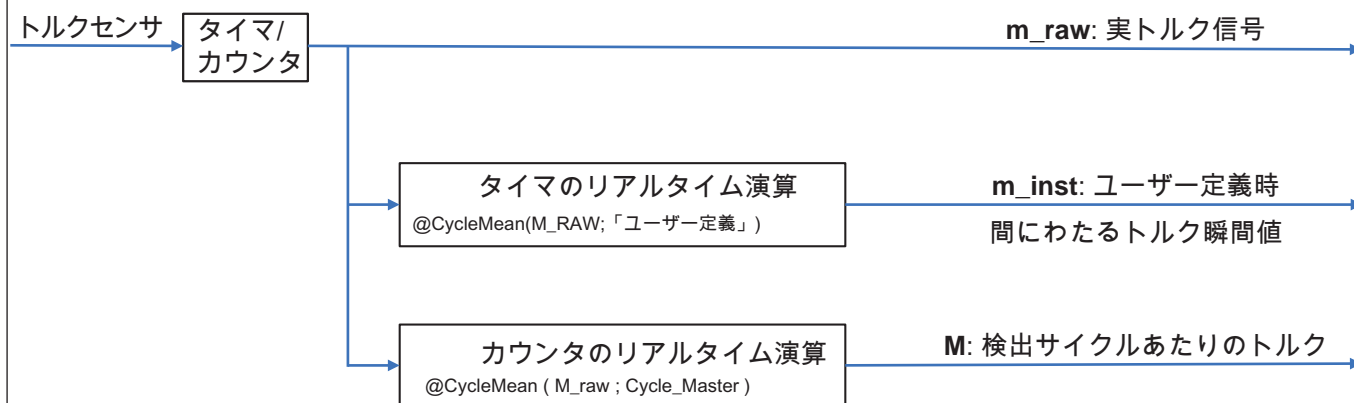 トルクセンサ
タイマ/
カウンタ
m_raw: 実トルク信号
タイマのリアルタイム演算
@CycleMean(M_RAW;「ユーザー定義」)
m_inst: ユーザー定義時
間にわたるトルク瞬間値
カウンタのリアルタイム演算
@CycleMean ( M_raw ; Cycle_Master )
M: 検出サイクルあたりのトルク